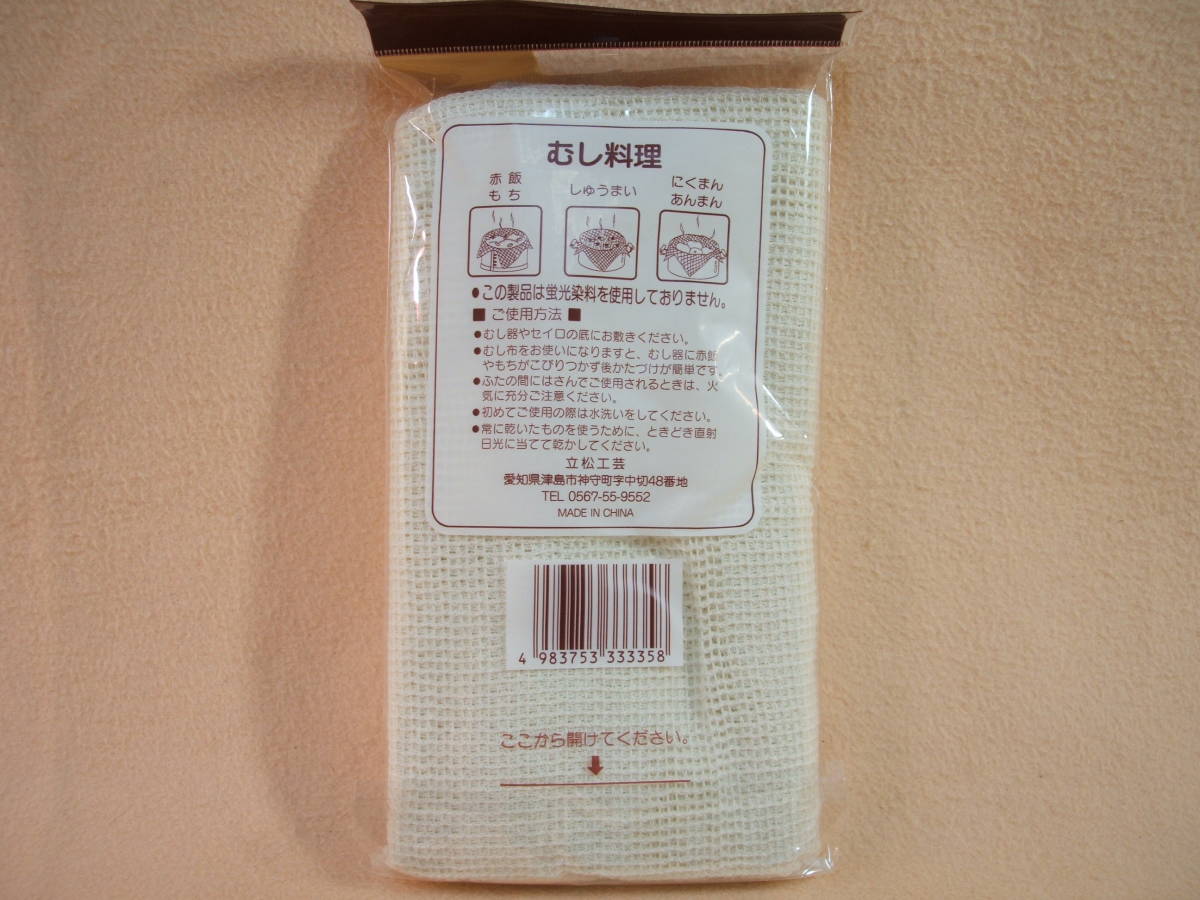 むし料理
赤飯
もち
しゅうまい
にくまん
あんまん
●この製品は蛍光染料を使用しておりません。
■ ご使用方法 ■
●むし器やセイロの底にお敷きください。
●むし布をお使いになりますと、むし器に赤飯
やもちがこびりつかず後かたづけが簡単です。
●ふたの間にはさんでご使用されるときは、火
気に充分ご注意ください。
●初めてご使用の際は水洗いをしてください。
●常に乾いたものを使うために、ときどき直射
日光に当てて乾かしてください。
立松工芸
愛知県津島市神守町字中切48番地
TEL 0567-55-9552
MADE IN CHINA
4 983753 333358
ここから開けてください。